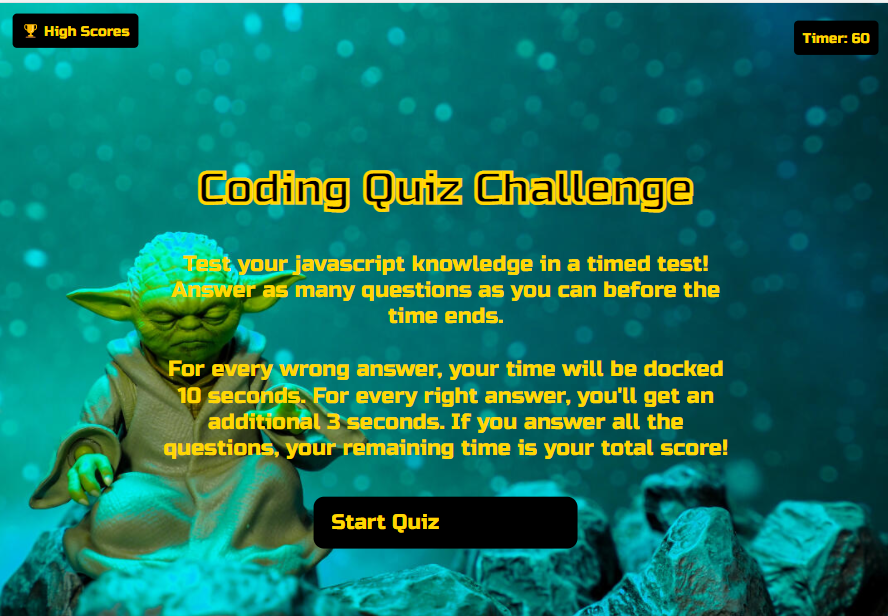 High Scores
Timer: 60
Coding Quiz Challenge
Test your javascript knowledge in a timed test!
Answer as many questions as you can before the
time ends.
For every wrong answer, your time will be docked
10 seconds. For every right answer, you'll get an
additional 3 seconds. If you answer all the
questions, your remaining time is your total score!
Start Quiz